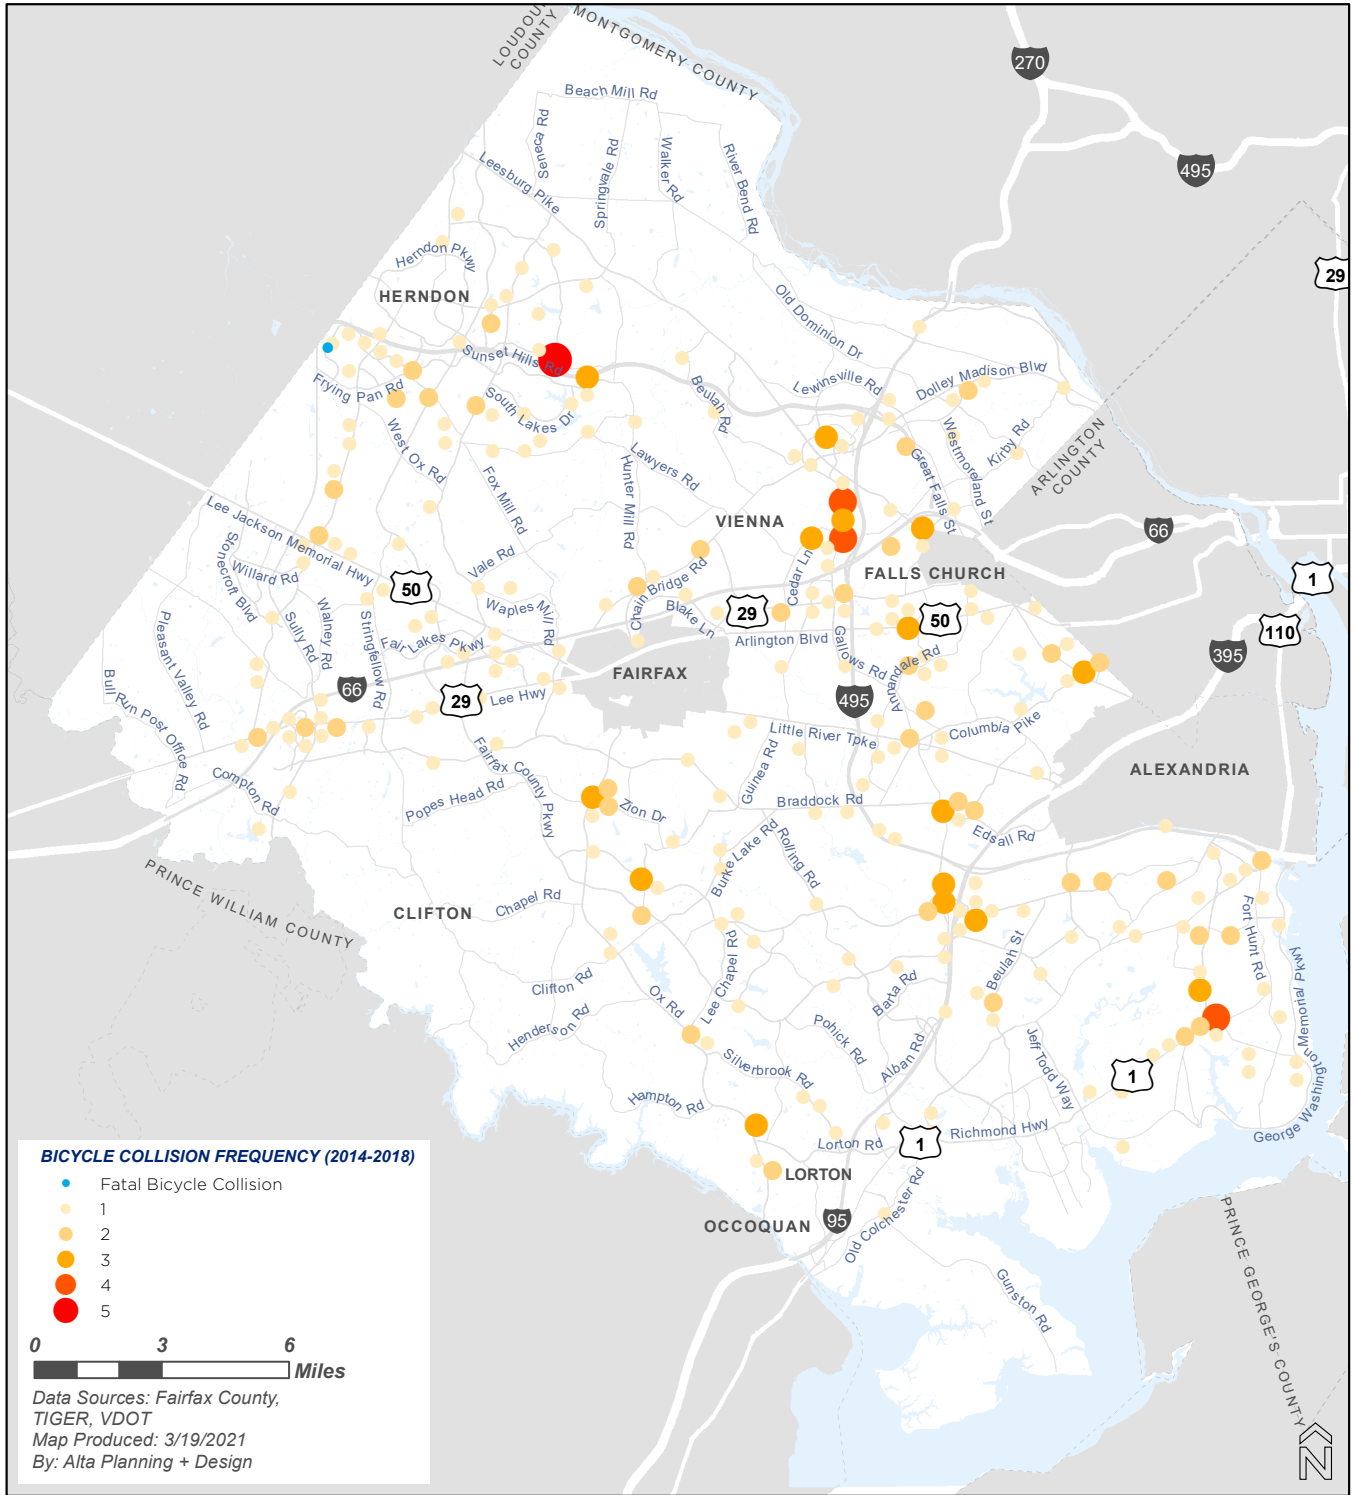 LOUDOUN
COUNTY
MONTGOMERY COUNTY
270
495
29
Beach Mill Rd
Seneca Rd
Springvale Rd
Walker Rd
River Bend Rd
Leesburg Pike
Herndon Pkwy
HERNDON
Old Dominion Dr
Sunset Hills Rd
Frying Pan Rd
South Lakes Dr
Beulah Rd
Lewinsville Rd
Dolley Madison Blvd
Westmoreland St
Kirby Rd
Great Falls St
ARLINGTON
COUNTY
West Ox Rd
Fox Mill Rd
Hunter Mill Rd
Lawyers Rd
VIENNA
66
Lee Jackson Memorial Hwy
Stonecroft Blvd
Willard Rd
50
Vale Rd
Waples Mill Rd
Chain Bridge Rd
Blake Ln
29
Cedar Ln
FALLS CHURCH
50
1
110
395
Pleasant Valley Rd
Sully Rd
Walney Rd
Stringfellow Rd
Fair Lakes Pkwy
Arlington Blvd
Gallows Rd
Annandale Rd
FAIRFAX
Bull Run Post Office Rd
66
29
Lee Hwy
495
Little River Tpke
Columbia Pike
Guinea Rd
ALEXANDRIA
Compton Rd
Fairfax County Pkwy
Popes Head Rd
Zion Dr
Braddock Rd
Edsall Rd
Burke Lake Rd
Rolling Rd
PRINCE WILLIAM COUNTY
CLIFTON
Chapel Rd
Fort Hunt Rd
Clifton Rd
Henderson Rd
Ox Rd
Lee Chapel Rd
Barta Rd
Beulah St
Pohick Rd
Alban Rd
Jeff Todd Way
George Washington Memorial Pkwy
1
Silverbrook Rd
Hampton Rd
Lorton Rd
1
Richmond Hwy
LORTON
OCCOQUAN
95
Old Colchester Rd
Gunston Rd
PRINCE GEORGE'S COUNTY
BICYCLE COLLISION FREQUENCY (2014-2018)
Fatal Bicycle Collision
1
2
3
4
5
0 3 6
Miles
Data Sources: Fairfax County,
TIGER, VDOT
Map Produced: 3/19/2021
By: Alta Planning + Design
N